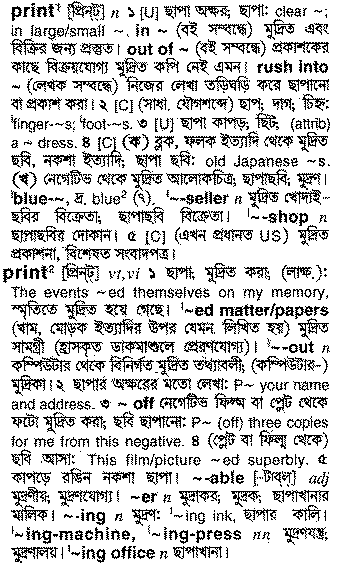 print¹ [প্রিন্ট্] n ১ [U] ছাপা অক্ষর; ছাপা: clear ~;
in large/small ~. in ~ (বই সম্বন্ধে) মুদ্রিত এবং
বিক্রির জন্য প্রস্তুত। out of ~ (বই সম্বন্ধে) প্রকাশকের
কাছে বিক্রয়যোগ্য মুদ্রিত কপি নেই এমন। rush into
~ (লেখক সম্বন্ধে) নিজের লেখা তড়িঘড়ি করে ছাপানো
বা প্রকাশ করা। ২ [C] (সাধা. যৌগশব্দে) ছাপ; দাগ; চিহ্ন:
ˈfinger-~s; ˈfoot-~s. ৩ [U] ছাপা কাপড়; ছিট; (attrib)
a ~ dress. ৪ [C] (ক) ব্লক, ফলক ইত্যাদি থেকে মুদ্রিত
ছবি, নকশা ইত্যাদি, ছাপা ছবি: old Japanese ~s.
(খ) নেগেটিভ থেকে মুদ্রিত আলোকচিত্র; ছাপাছবি; মুদ্রণ।
ˈblue-~, দ্র. blue² (৭). ˈ~-seller n মুদ্রিত খোদাই-
ছবির বিক্রেতা; ছাপাছবি বিক্রেতা। ˈ~-shop n
ছাপাছবির দোকান। ৫ [C] (এখন প্রধানত US) মুদ্রিত
প্রকাশনা, বিশেষত সংবাদপত্র।
print² [প্রিন্ট্] vt,vi ১ ছাপা; মুদ্রিত করা; (লাক্ষ.):
The events ~ed themselves on my memory,
স্মৃতিতে মুদ্রিত হয়ে গেছে। ˈ~ed matter/papers
(খাম, মোড়ক ইত্যাদির উপর যেমন লিখিত হয়) মুদ্রিত
সামগ্রী (হ্রাসকৃত ডাকমাশুলে প্রেরণযোগ্য)। ˈ~-out n
কম্পিউটার থেকে বিনির্গত মুদ্রিত তথ্যাবলী; (কম্পিউটার-)
মুদ্রিকা। ২ ছাপার অক্ষরের মতো লেখা: P~ your name
and address. ৩ ~ off নেগেটিভ ফিল্ম বা প্লেট থেকে
ফটো মুদ্রিত করা; ছবি ছাপানো: P~ (off) three copies
for me from this negative. ৪ (প্লেট বা ফিল্ম থেকে)
ছবি আসা: This film/picture ~ed superbly. ৫
কাপড়ে রঙিন নকশা ছাপা। ~-able [-টাব্‌ল্] adj
মুদ্রণীয়; মুদ্রণযোগ্য। ~er n মুদ্রাকর; মুদ্রক; ছাপাখানার
মালিক। ~-ing n মুদ্রণ: ˈ~ing ink, ছাপার কালি।
ˈ~ing-machine, ˈ~ing-press nn মুদ্রণযন্ত্র;
মুদ্রণালয়। ˈ~ing office n ছাপাখানা।